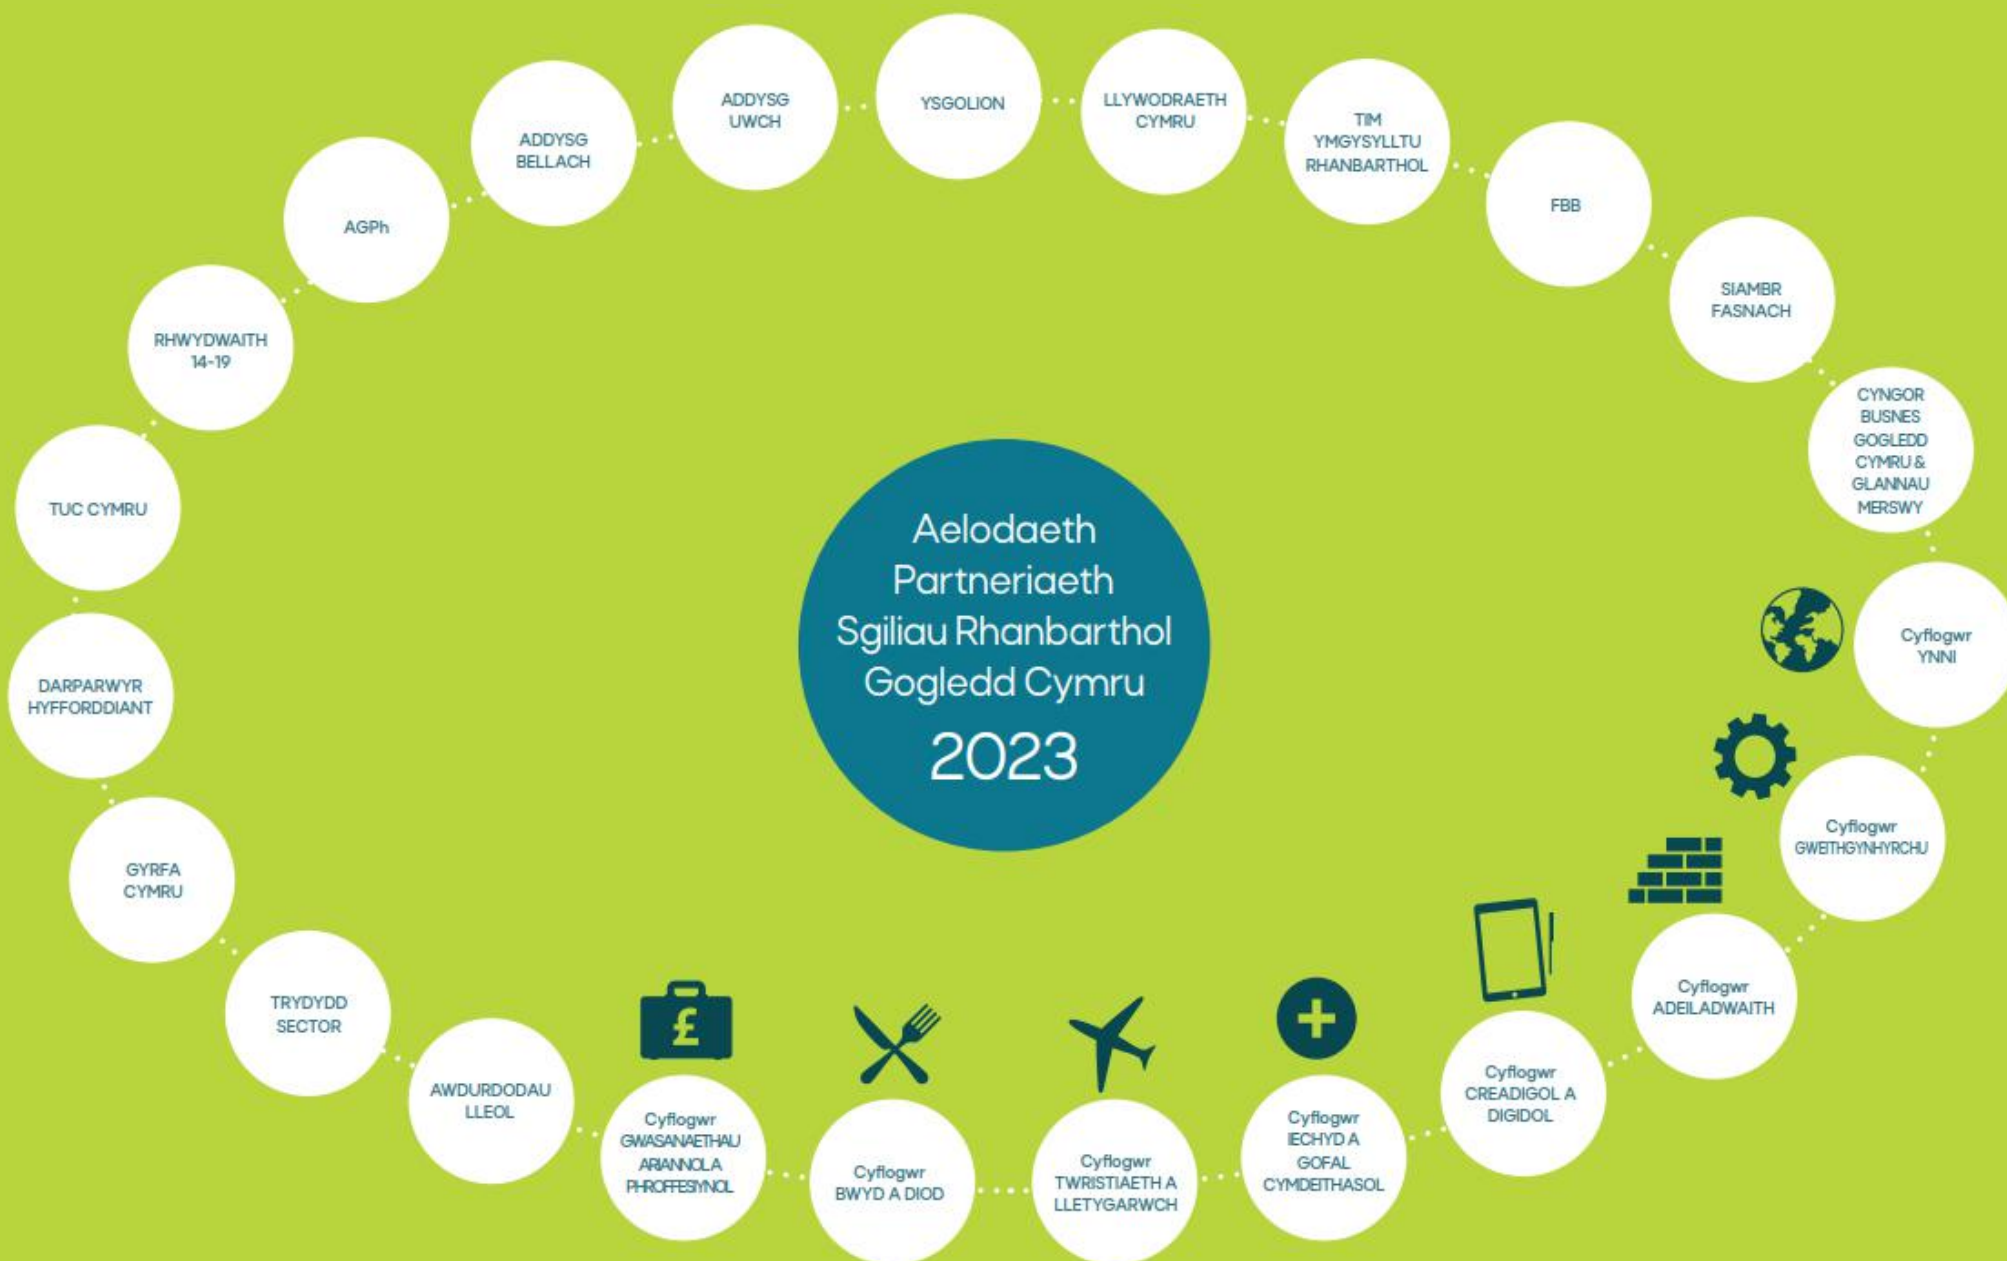 ADDYSG
UWCH
YSGOLION
LLYWODRAETH
CYMRU
TIM
YMGYSYLLTU
RHANBARTHOL
FBB
SIAMBR
FASNACH
CYNGOR
BUSNES
GOGLEDD
CYMRU &
GLANNAU
MERSWY
Cyflogwr
YNNI
Cyflogwr
GWEITHGYNHYRCHU
Cyflogwr
ADEILADWAITH
Cyflogwr
CREADIGOL A
DIGIDOL
Cyflogwr
IECHYD A
GOFAL
CYMDEITHASOL
Cyflogwr
TWRISTIAETH A
LLETYGARWCH
Cyflogwr
BWYD A DIOD
£
Cyflogwr
GWASANAETHAU
ARIANNOL A
PHROFFESIYNOL
AWDURDODAU
LLEOL
TRYDYDD
SECTOR
GYRFA
CYMRU
DARPARWYR
HYFFORDDIANT
TUC CYMRU
RHWYDWAITH
14-19
AGPh
ADDYSG
BELLACH
Aelodaeth
Partneriaeth
Sgiliau Rhanbarthol
Gogledd Cymru
2023